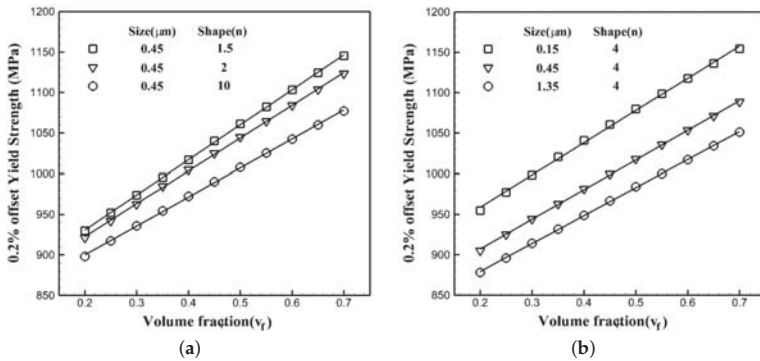 Size(μm) Shape(n)
0.45 1.5
0.45 2
0.45 10
0.2% offset Yield Strength (MPa)
1200
1150
1100
1050
1000
950
900
850
0.2 0.3 0.4 0.5 0.6 0.7
Volume fraction(vf)
(a)
Size(μm) Shape(n)
0.15 4
0.45 4
1.35 4
0.2% offset Yield Strength (MPa)
1200
1150
1100
1050
1000
950
900
850
0.2 0.3 0.4 0.5 0.6 0.7
Volume fraction(vf)
(b)